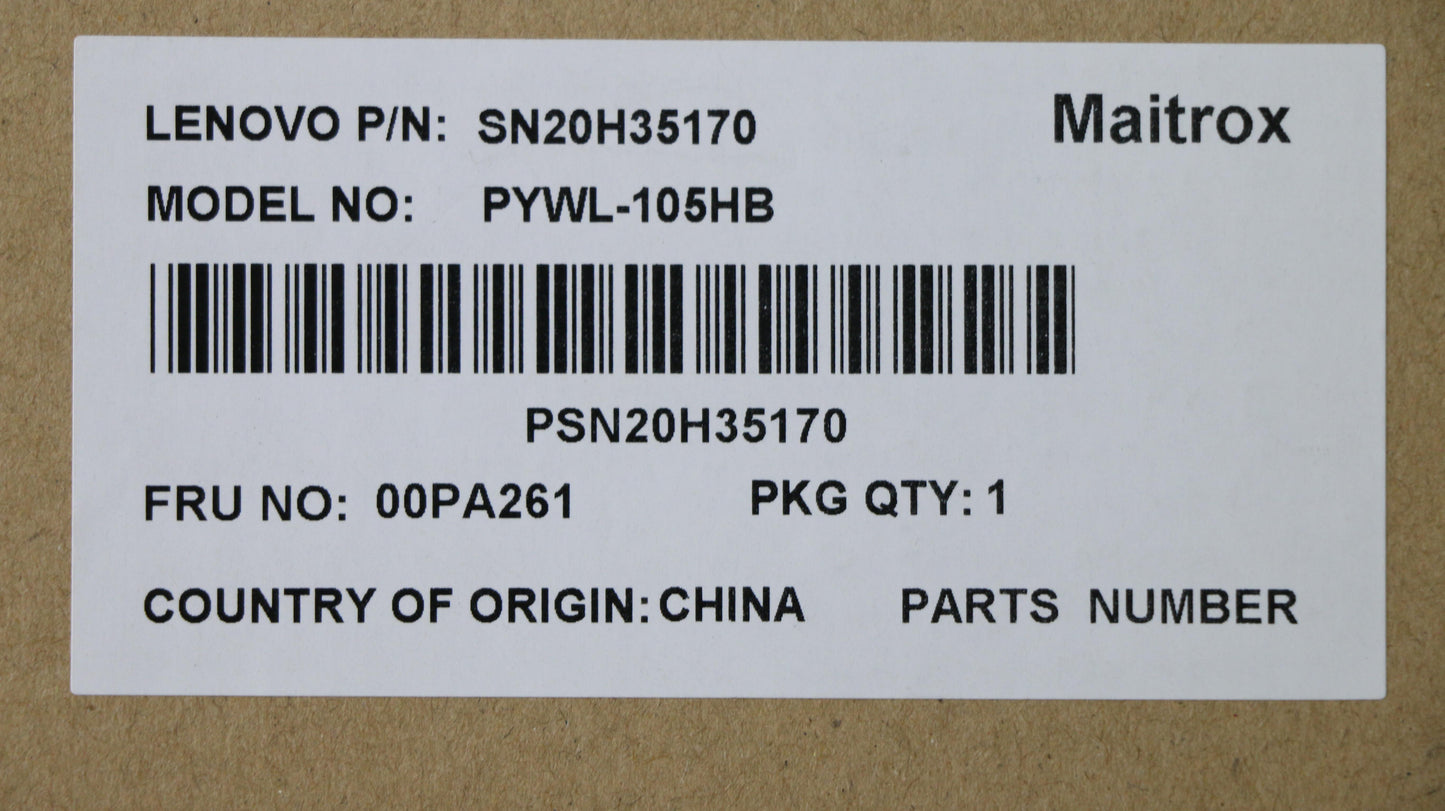 LENOVO P/N: SN20H35170 Maitrox
MODEL NO: PYWL-105HB
PSN20H35170
FRU NO: 00PA261 PKG QTY: 1
COUNTRY OF ORIGIN: CHINA PARTS NUMBER